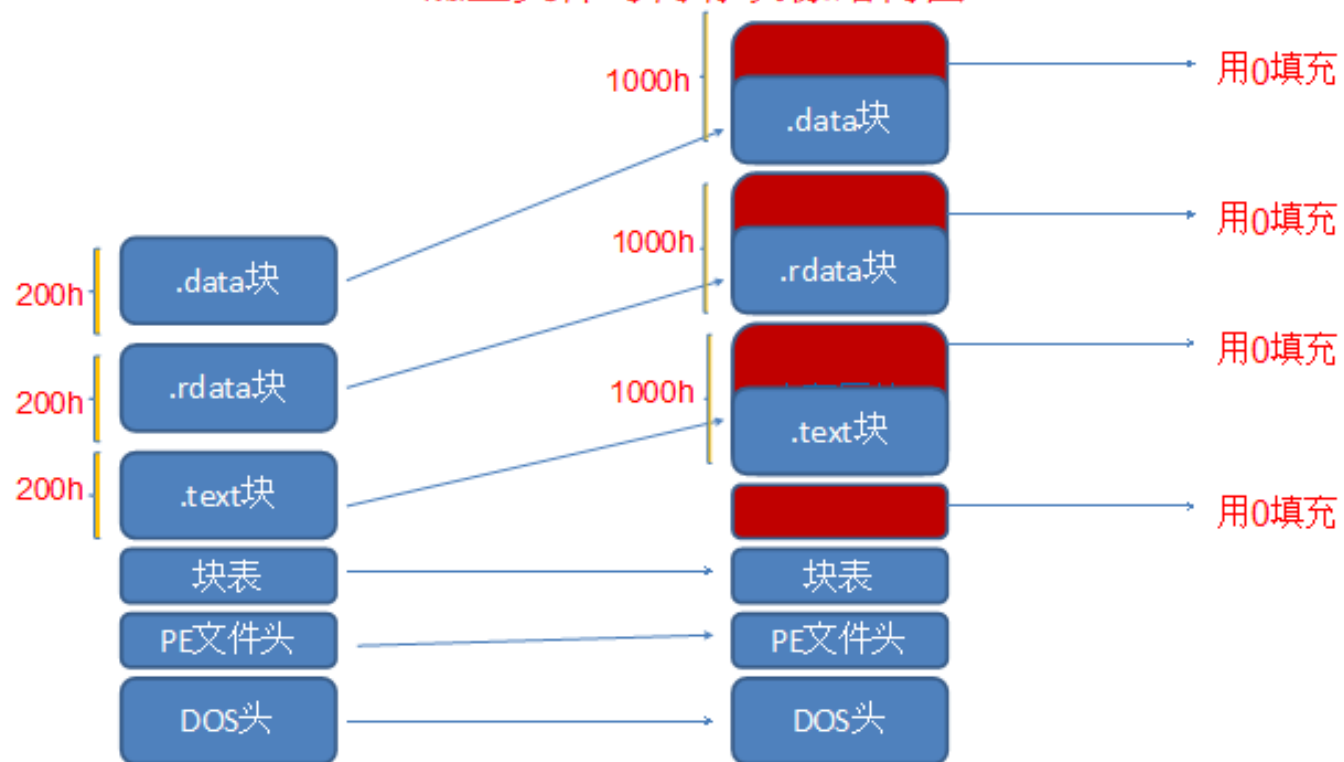 1000h
用0填充
.data块
用0填充
1000h
.data块
.rdata块
200h
用0填充
.rdata块
1000h
200h
.text块
.text块
200h
用0填充
块表
块表
PE文件头
PE文件头
DOS头
DOS头